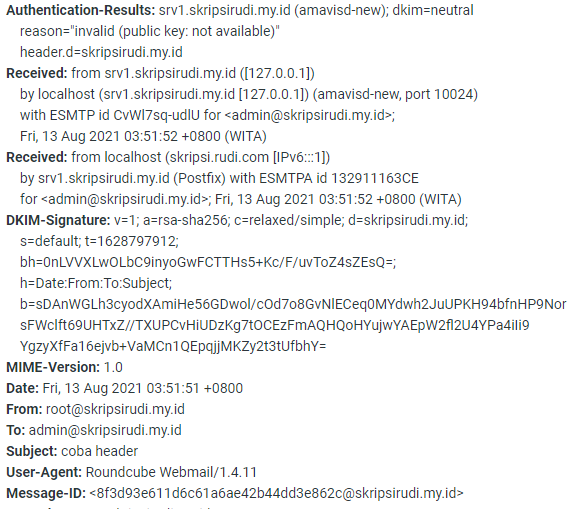 Authentication-Results: srv1.skripsirudi.my.id (amavisd-new); dkim=neutral
reason="invalid (public key: not available)"
header.d=skripsirudi.my.id
Received: from srv1.skripsirudi.my.id ([127.0.0.1])
by localhost (srv1.skripsirudi.my.id [127.0.0.1]) (amavisd-new, port 10024)
with ESMTP id CvWl7sq-udlU for <admin@skripsirudi.my.id>;
Fri, 13 Aug 2021 03:51:52 +0800 (WITA)
Received: from localhost (skripsi.rudi.com [IPv6:::1])
by srv1.skripsirudi.my.id (Postfix) with ESMTPA id 132911163CE
for <admin@skripsirudi.my.id>; Fri, 13 Aug 2021 03:51:52 +0800 (WITA)
DKIM-Signature: v=1; a=rsa-sha256; c=relaxed/simple; d=skripsirudi.my.id;
s=default; t=1628797912;
bh=0nLVVXLwOLbC9inyoGwFCTTHs5+Kc/F/uvToZ4sZEsQ=;
h=Date:From:To:Subject;
b=sDAnWGLh3cyodXAmiHe56GDwol/cOd7o8GvNlECeq0MYdwh2JuUPKH94bfnHP9Nor
sFWclft69UHTxZ//TXUPCvHiUDzKg7tOCEzFmAQHQoHYujwYAEpW2fl2U4YPa4iIi9
YgzyXfFa16ejvb+VaMCn1QEpqjjMKZy2t3tUfbhY=
MIME-Version: 1.0
Date: Fri, 13 Aug 2021 03:51:51 +0800
From: root@skripsirudi.my.id
To: admin@skripsirudi.my.id
Subject: coba header
User-Agent: Roundcube Webmail/1.4.11
Message-ID: <8f3d93e611d6c61a6ae42b44dd3e862c@skripsirudi.my.id>